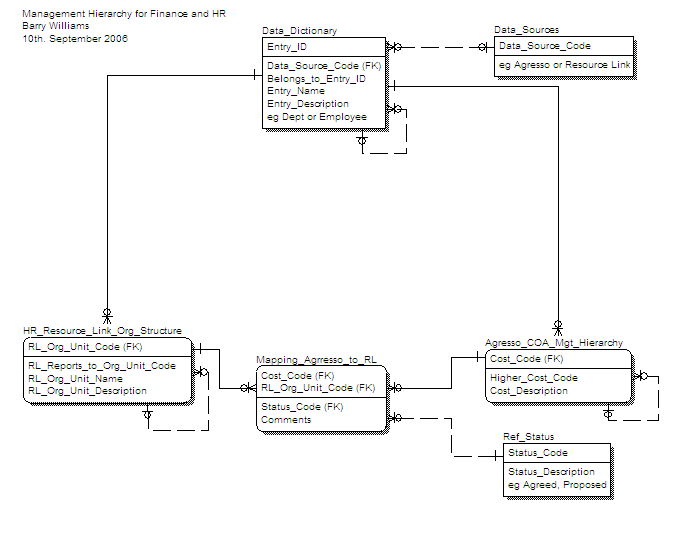 Management Hierarchy for Finance and HR
Barry Williams
10th. September 2006
Data_Dictionary
Entry_ID
Data_Source_Code (FK)
Belongs_to_Entry_ID
Entry_Name
Entry_Description
eg Dept or Employee
Data_Sources
Data_Source_Code
eg Agresso or Resource Link
HR_Resource_Link_Org_Structure
RL_Org_Unit_Code (FK)
RL_Reports_to_Org_Unit_Code
RL_Org_Unit_Name
RL_Org_Unit_Description
Mapping_Agresso_to_RL
Cost_Code (FK)
RL_Org_Unit_Code (FK)
Status_Code (FK)
Comments
Agresso_COA_Mgt_Hierarchy
Cost_Code (FK)
Higher_Cost_Code
Cost_Description
Ref_Status
Status_Code
Status_Description
eg Agreed, Proposed